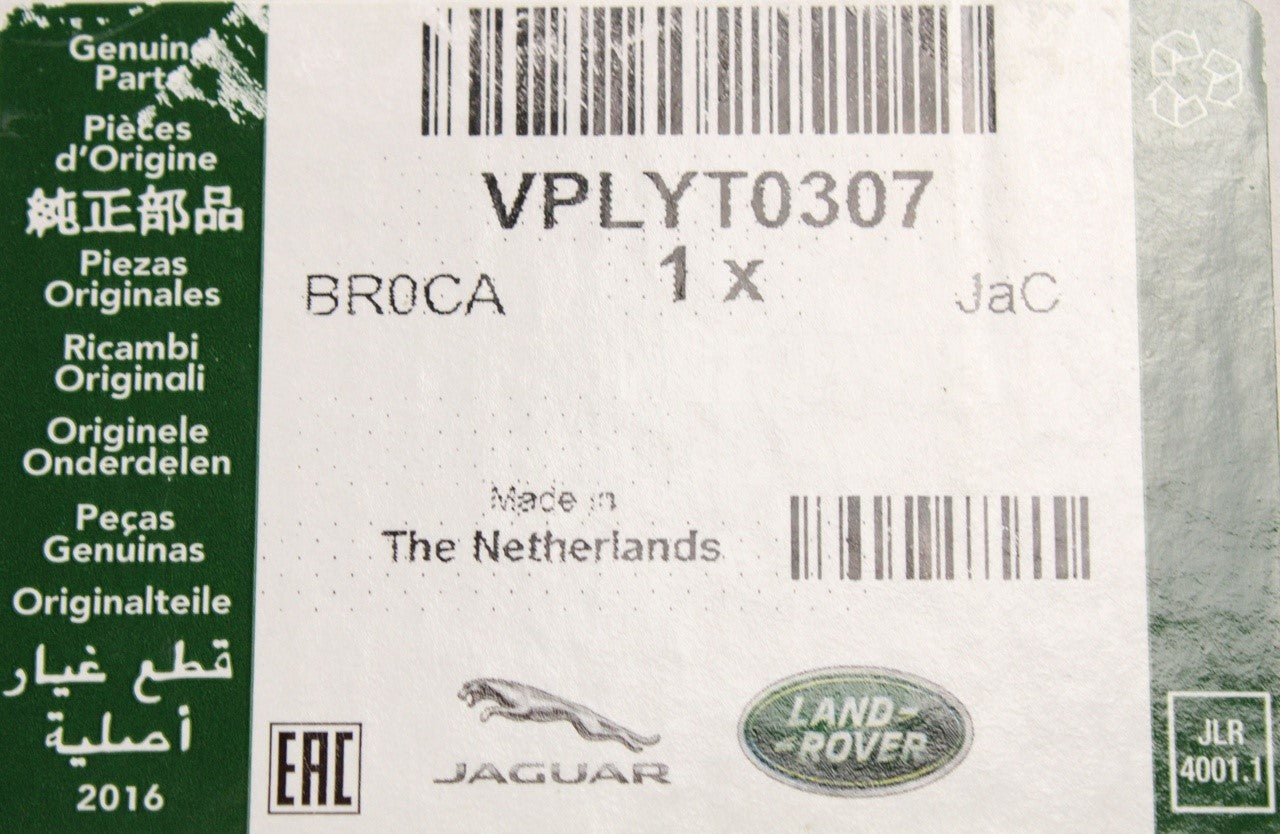 Genuine
Parts
Pièces
d'Origine
純正部品
Piezas
Originales
Ricambi
Originali
Originele
Onderdelen
Peças
Genuinas
Originalteile
قطع غيار
أصلية
2016
VPLYT0307
1 x
BR0CA
JaC
Made in
The Netherlands
EAC
JAGUAR
LAND-
-ROVER
JLR
4001.1